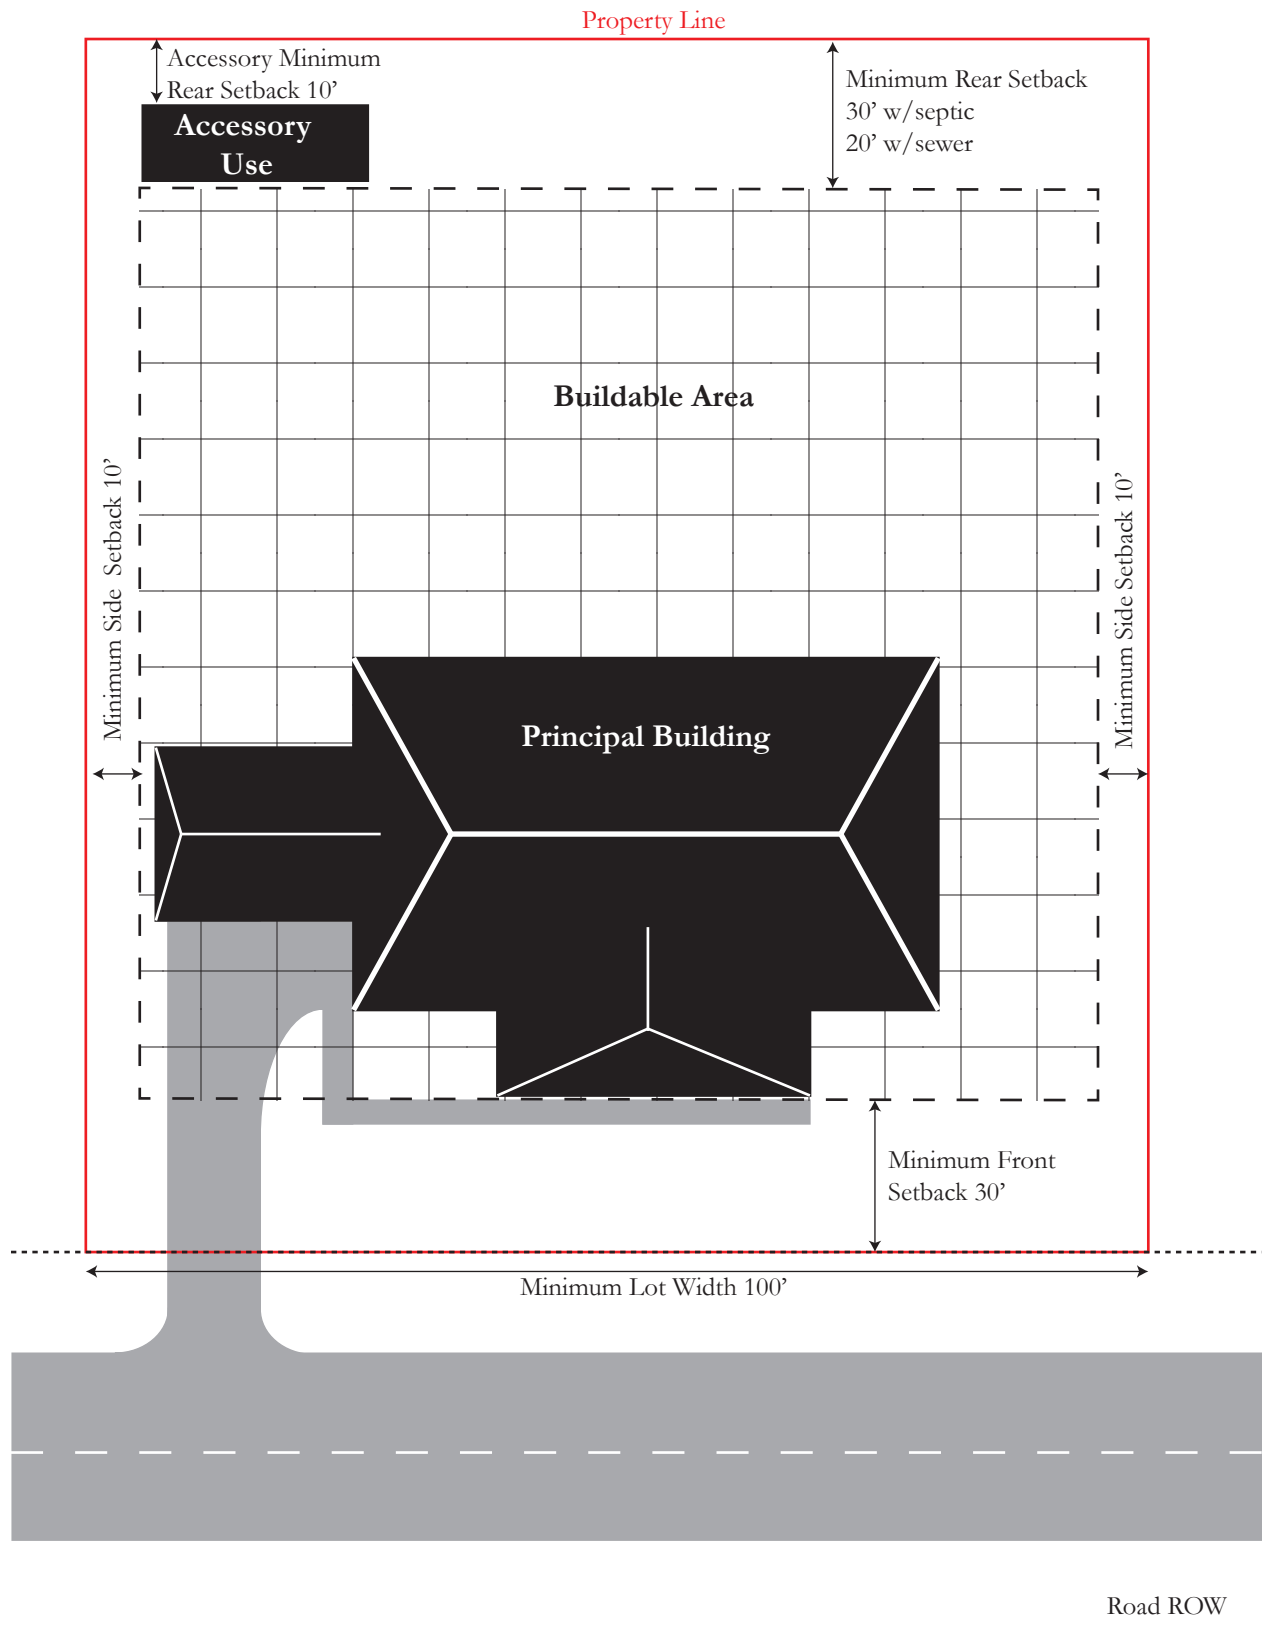 Property Line
Accessory Minimum
Rear Setback 10’
Minimum Rear Setback
30’ w/septic
20’ w/sewer
Accessory
Use
Buildable Area
Minimum Side  Setback 10’
Minimum Side Setback 10’
Principal Building
Minimum Front
Setback 30’
Minimum Lot Width 100’
Road ROW